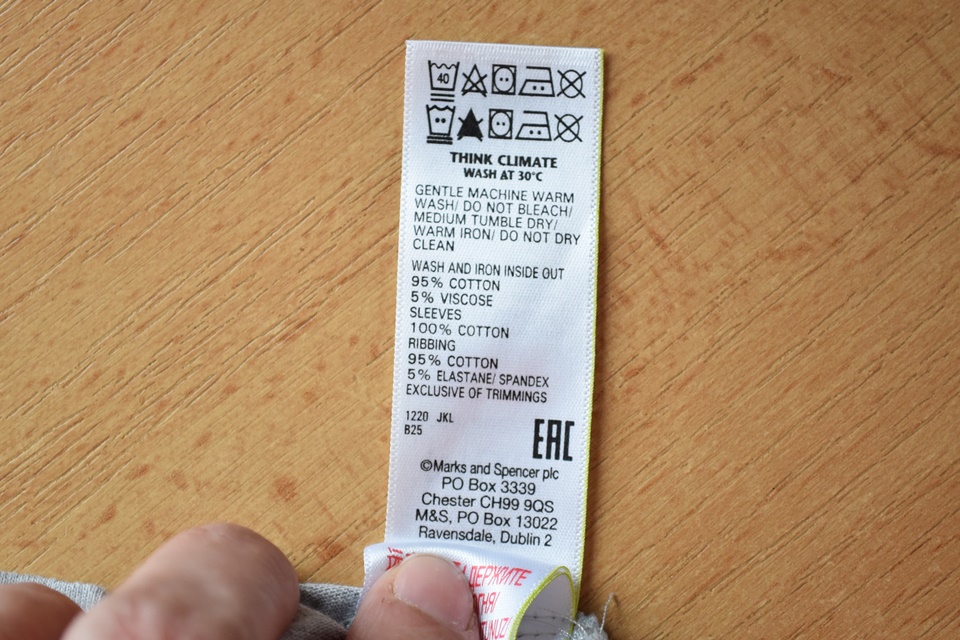 40
THINK CLIMATE
WASH AT 30°C
GENTLE MACHINE WARM
WASH/ DO NOT BLEACH/
MEDIUM TUMBLE DRY/
WARM IRON/ DO NOT DRY
CLEAN
WASH AND IRON INSIDE OUT
95% COTTON
5% VISCOSE
SLEEVES
100% COTTON
RIBBING
95% COTTON
5% ELASTANE/ SPANDEX
EXCLUSIVE OF TRIMMINGS
1220 JKL
B25
EAC
©Marks and Spencer plc
PO Box 3339
Chester CH99 9QS
M&S, PO Box 13022
Ravensdale, Dublin 2
ДЕРЖИТЕ